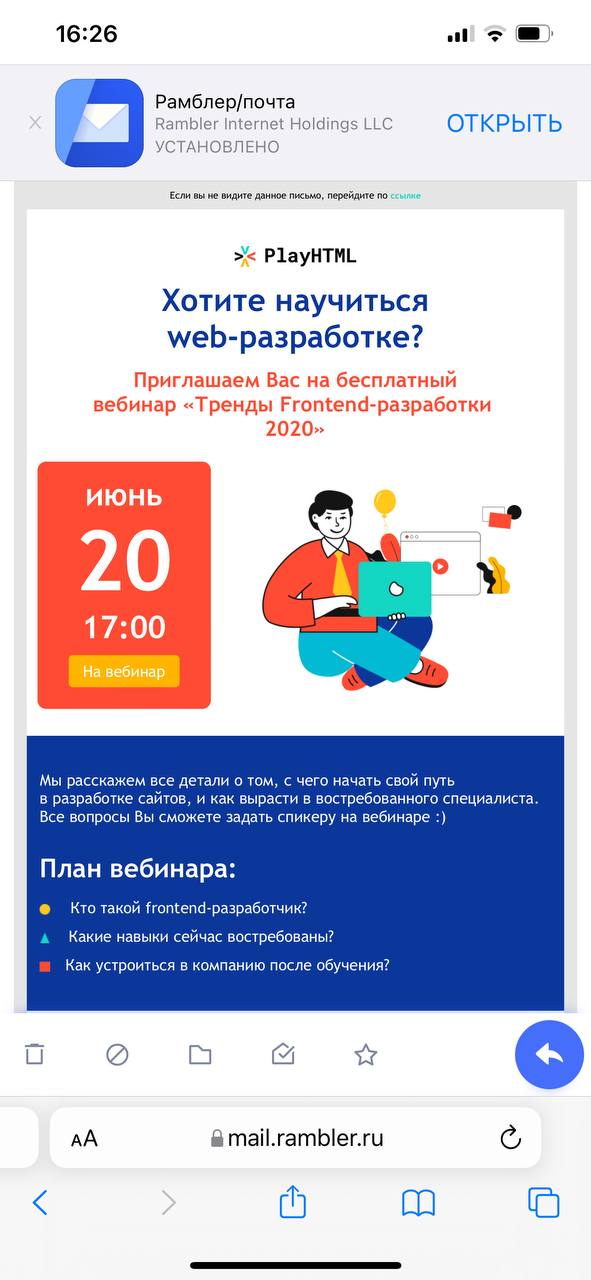 16:26
Рамблер/почта
Rambler Internet Holdings LLC
УСТАНОВЛЕНО
ОТКРЫТЬ
Если вы не видите данное письмо, перейдите по ссылке
PlayHTML
Хотите научиться
web-разработке?
Приглашаем Вас на бесплатный
вебинар «Тренды Frontend-разработки
2020»
июнь
20
17:00
На вебинар
Мы расскажем все детали о том, с чего начать свой путь
в разработке сайтов, и как вырасти в востребованного специалиста.
Все вопросы Вы сможете задать спикеру на вебинаре :)
План вебинара:
Кто такой frontend-разработчик?
Какие навыки сейчас востребованы?
Как устроиться в компанию после обучения?
AA
mail.rambler.ru